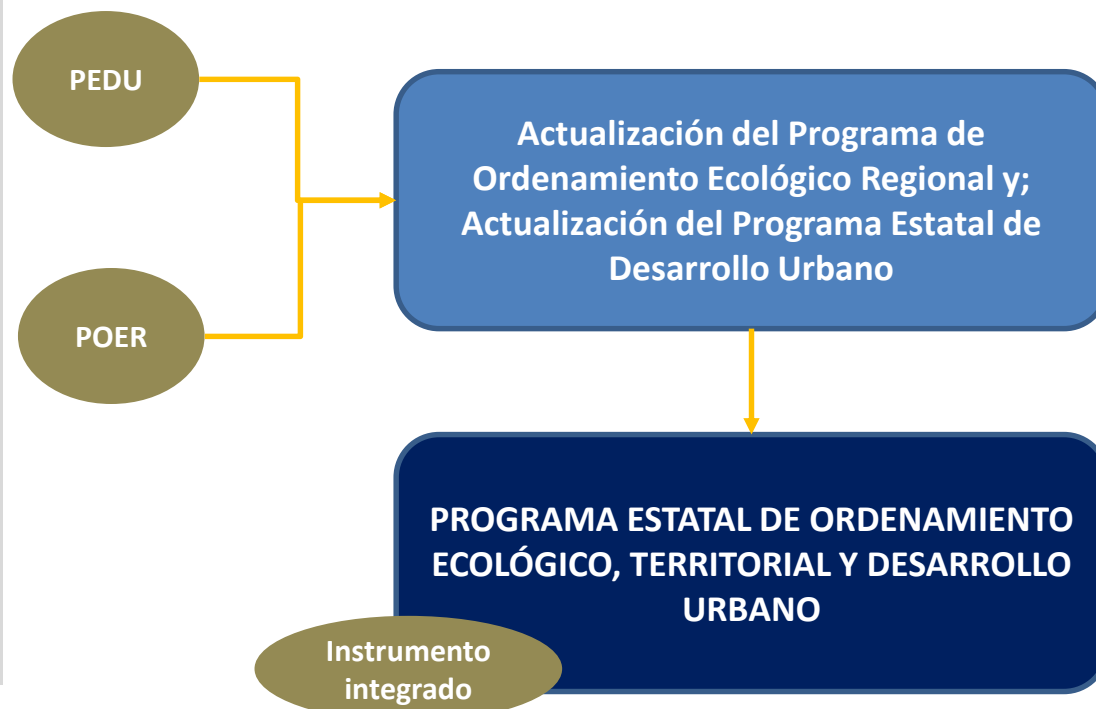 PEDU
Actualización del Programa de
Ordenamiento Ecológico Regional y;
Actualización del Programa Estatal de
Desarrollo Urbano
POER
PROGRAMA ESTATAL DE ORDENAMIENTO
ECOLÓGICO, TERRITORIAL Y DESARROLLO
URBANO
Instrumento
integrado